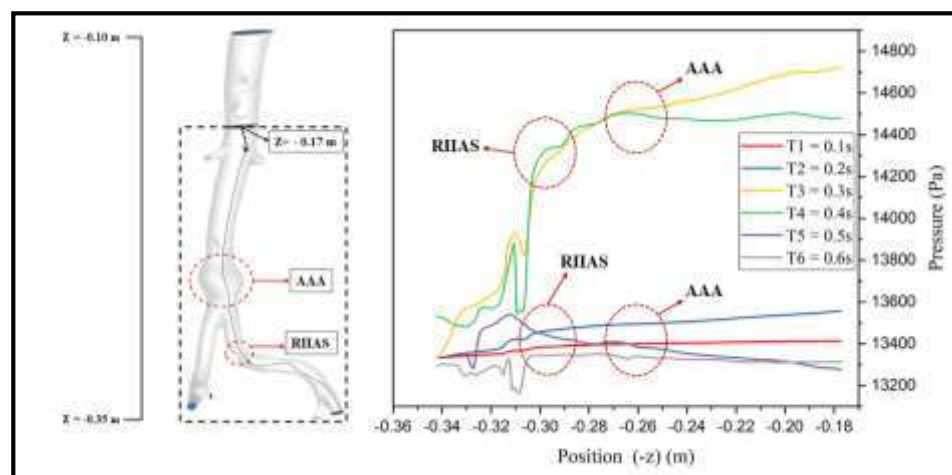 Z = -0.10 m
Z= - 0.17 m
AAA
RIIAS
Z = -0.35 m
AAA
RIIAS
RIIAS
AAA
T1 = 0.1s
T2 = 0.2s
T3 = 0.3s
T4 = 0.4s
T5 = 0.5s
T6 = 0.6s
14800
14600
14400
14200
14000
13800
13600
13400
13200
Pressure (Pa)
-0.36 -0.34 -0.32 -0.30 -0.28 -0.26 -0.24 -0.22 -0.20 -0.18
Position (-z) (m)